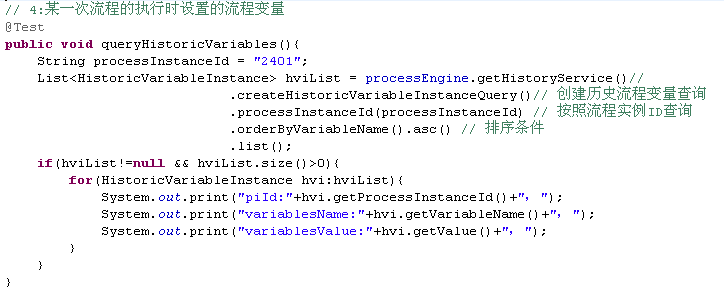 // 4:某一次流程的执行时设置的流程变量
@Test
public void queryHistoricVariables(){
    String processInstanceId = "2401";
    List<HistoricVariableInstance> hviList = processEngine.getHistoryService()//
                            .createHistoricVariableInstanceQuery()// 创建历史流程变量查询
                            .processInstanceId(processInstanceId) // 按照流程实例ID查询
                            .orderByVariableName().asc() // 排序条件
                            .list();
    if(hviList!=null && hviList.size()>0){
        for(HistoricVariableInstance hvi:hviList){
            System.out.print("piId:"+hvi.getProcessInstanceId()+", ");
            System.out.print("variablesName:"+hvi.getVariableName()+", ");
            System.out.print("variablesValue:"+hvi.getValue()+", ");
        }
    }
}